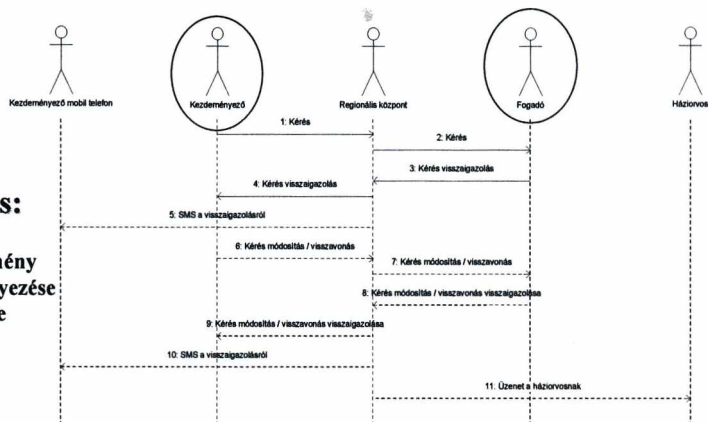 Kezdeményező mobil telefon
Kezdeményező
Regionális központ
Fogadó
Háziorvos
1: Kérés
2: Kérés
3: Kérés visszaigazolás
4: Kérés visszaigazolás
s:
5: SMS a visszaigazolásról
6: Kérés módosítás / visszavonás
nény
7: Kérés módosítás / visszavonás
yezése
8: Kérés módosítás / visszavonás visszaigazolása
e
9: Kérés módosítás / visszavonás visszaigazolása
10: SMS a visszaigazolásról
11: Üzenet a háziorvosnak